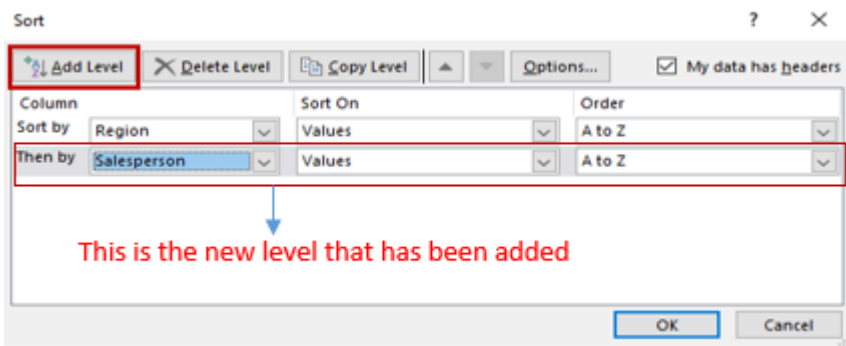 Sort ?
Add Level Delete Level Copy Level Options... My data has headers
Column Sort On Order
Sort by Region Values A to Z
Then by Salesperson Values A to Z
This is the new level that has been added
OK Cancel